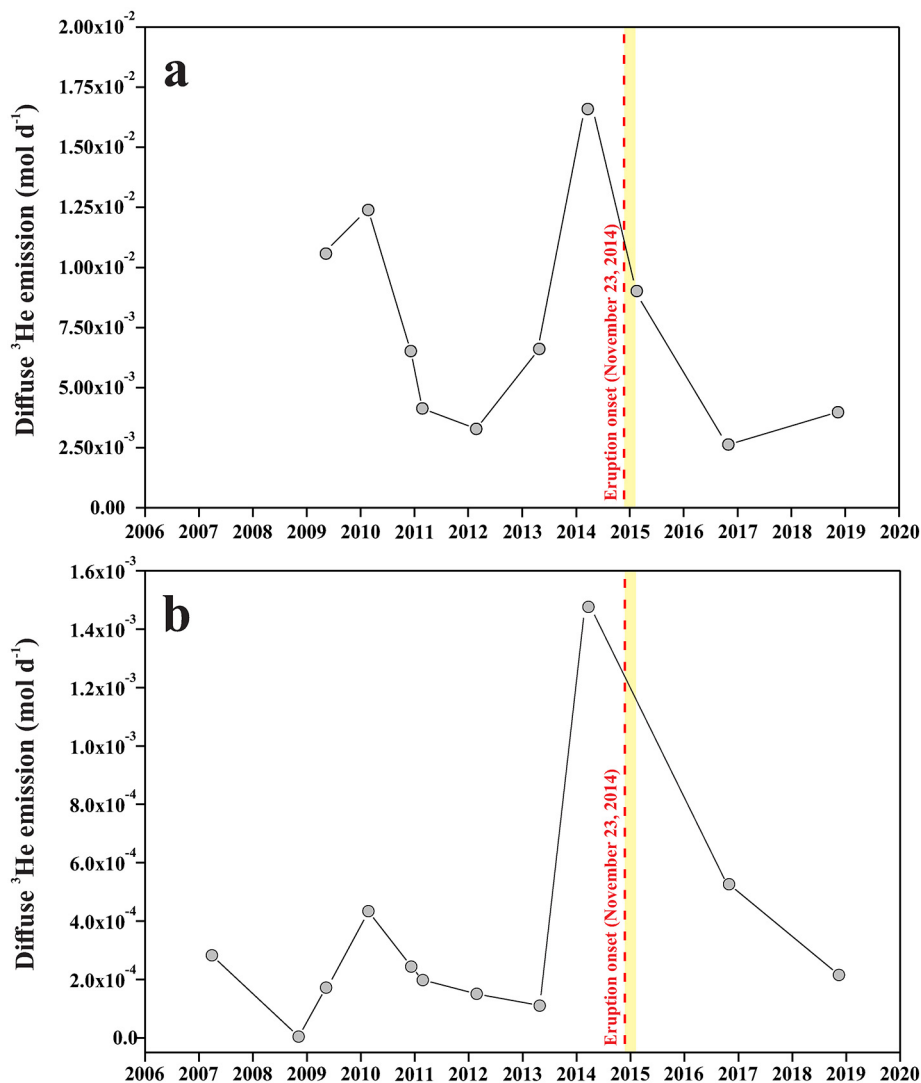 a
Diffuse ³He emission (mol d⁻¹)
2.00x10⁻²
1.75x10⁻²
1.50x10⁻²
1.25x10⁻²
1.00x10⁻²
7.50x10⁻³
5.00x10⁻³
2.50x10⁻³
0.00
Eruption onset (November 23, 2014)
2006 2007 2008 2009 2010 2011 2012 2013 2014 2015 2016 2017 2018 2019 2020
b
Diffuse ³He emission (mol d⁻¹)
1.6x10⁻³
1.4x10⁻³
1.2x10⁻³
1.0x10⁻³
8.0x10⁻⁴
6.0x10⁻⁴
4.0x10⁻⁴
2.0x10⁻⁴
0.0
Eruption onset (November 23, 2014)
2006 2007 2008 2009 2010 2011 2012 2013 2014 2015 2016 2017 2018 2019 2020